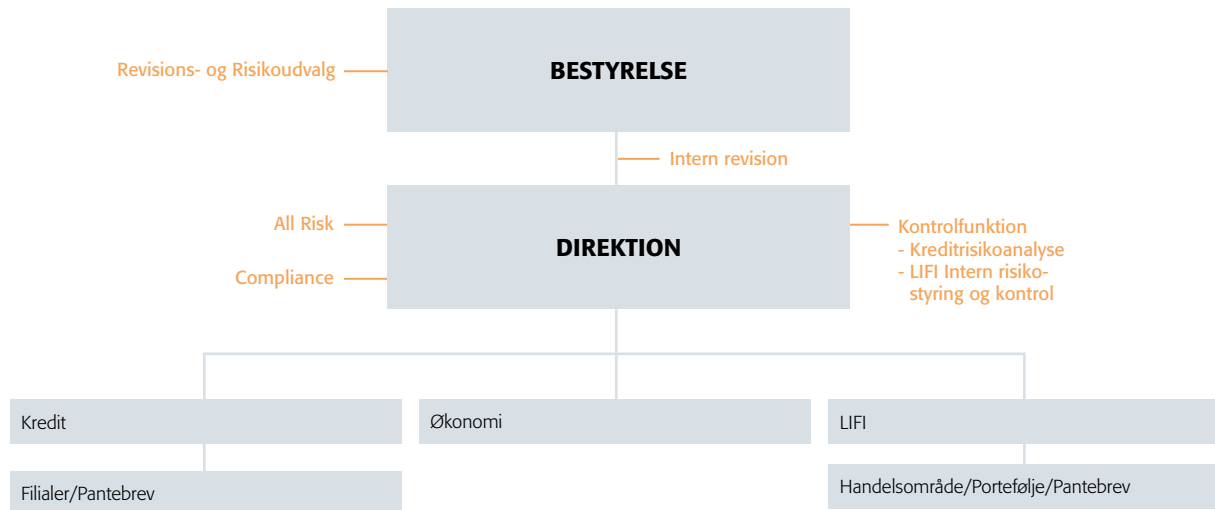 Revisions- og Risikoudvalg
BESTYRELSE
Intern revision
All Risk
Compliance
DIREKTION
Kontrolfunktion
- Kreditrisikoanalyse
- LIFI Intern risiko-
styring og kontrol
Kredit
Økonomi
LIFI
Filialer/Pantebrev
Handelsområde/Portefølje/Pantebrev